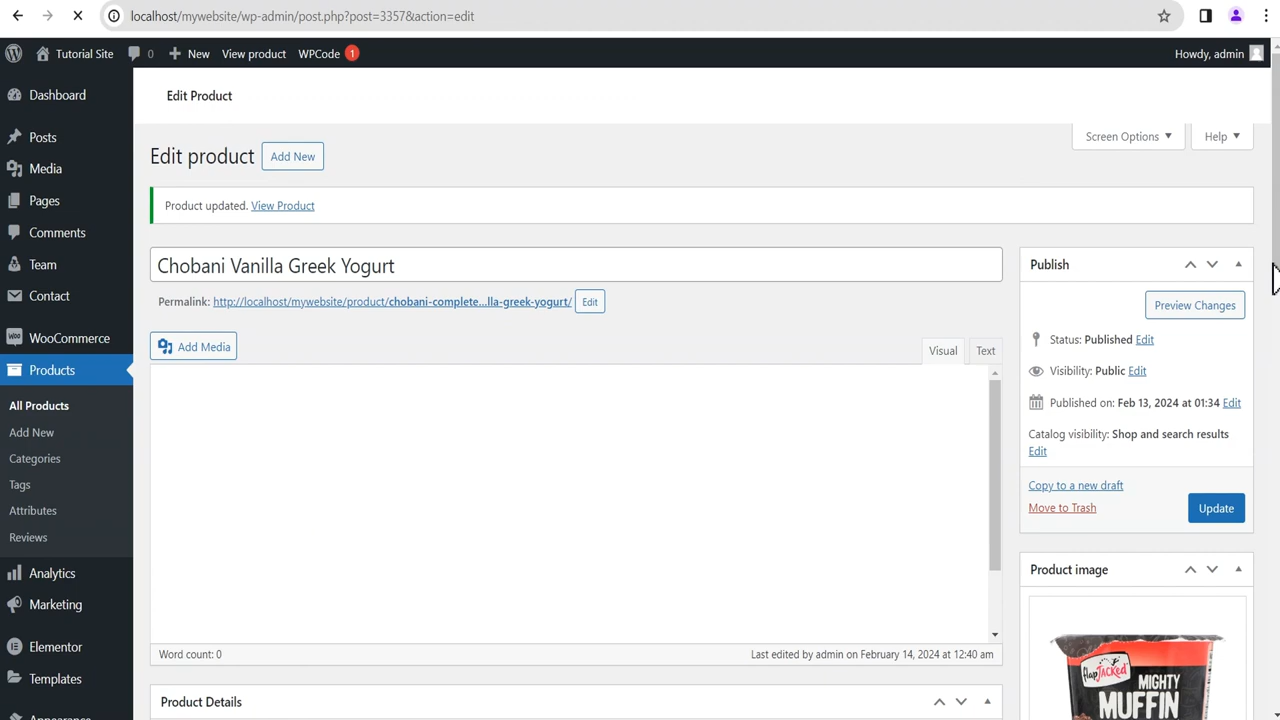 localhost/mywebsite/wp-admin/post.php?post=3357&action=edit
Tutorial Site 0 New View product WPCode 1 Howdy, admin
Dashboard
Posts
Media
Pages
Comments
Team
Contact
WooCommerce
Products
All Products
Add New
Categories
Tags
Attributes
Reviews
Analytics
Marketing
Elementor
Templates
Edit Product
Screen Options Help
Edit product Add New
Product updated. View Product
Chobani Vanilla Greek Yogurt
Permalink: http://localhost/mywebsite/product/chobani-complete...lla-greek-yogurt/ Edit
Add Media
Visual Text
Word count: 0 Last edited by admin on February 14, 2024 at 12:40 am
Product Details
Publish
Preview Changes
Status: Published Edit
Visibility: Public Edit
Published on: Feb 13, 2024 at 01:34 Edit
Catalog visibility: Shop and search results
Edit
Copy to a new draft
Move to Trash Update
Product image
FlapJacked
MIGHTY
MUFFIN